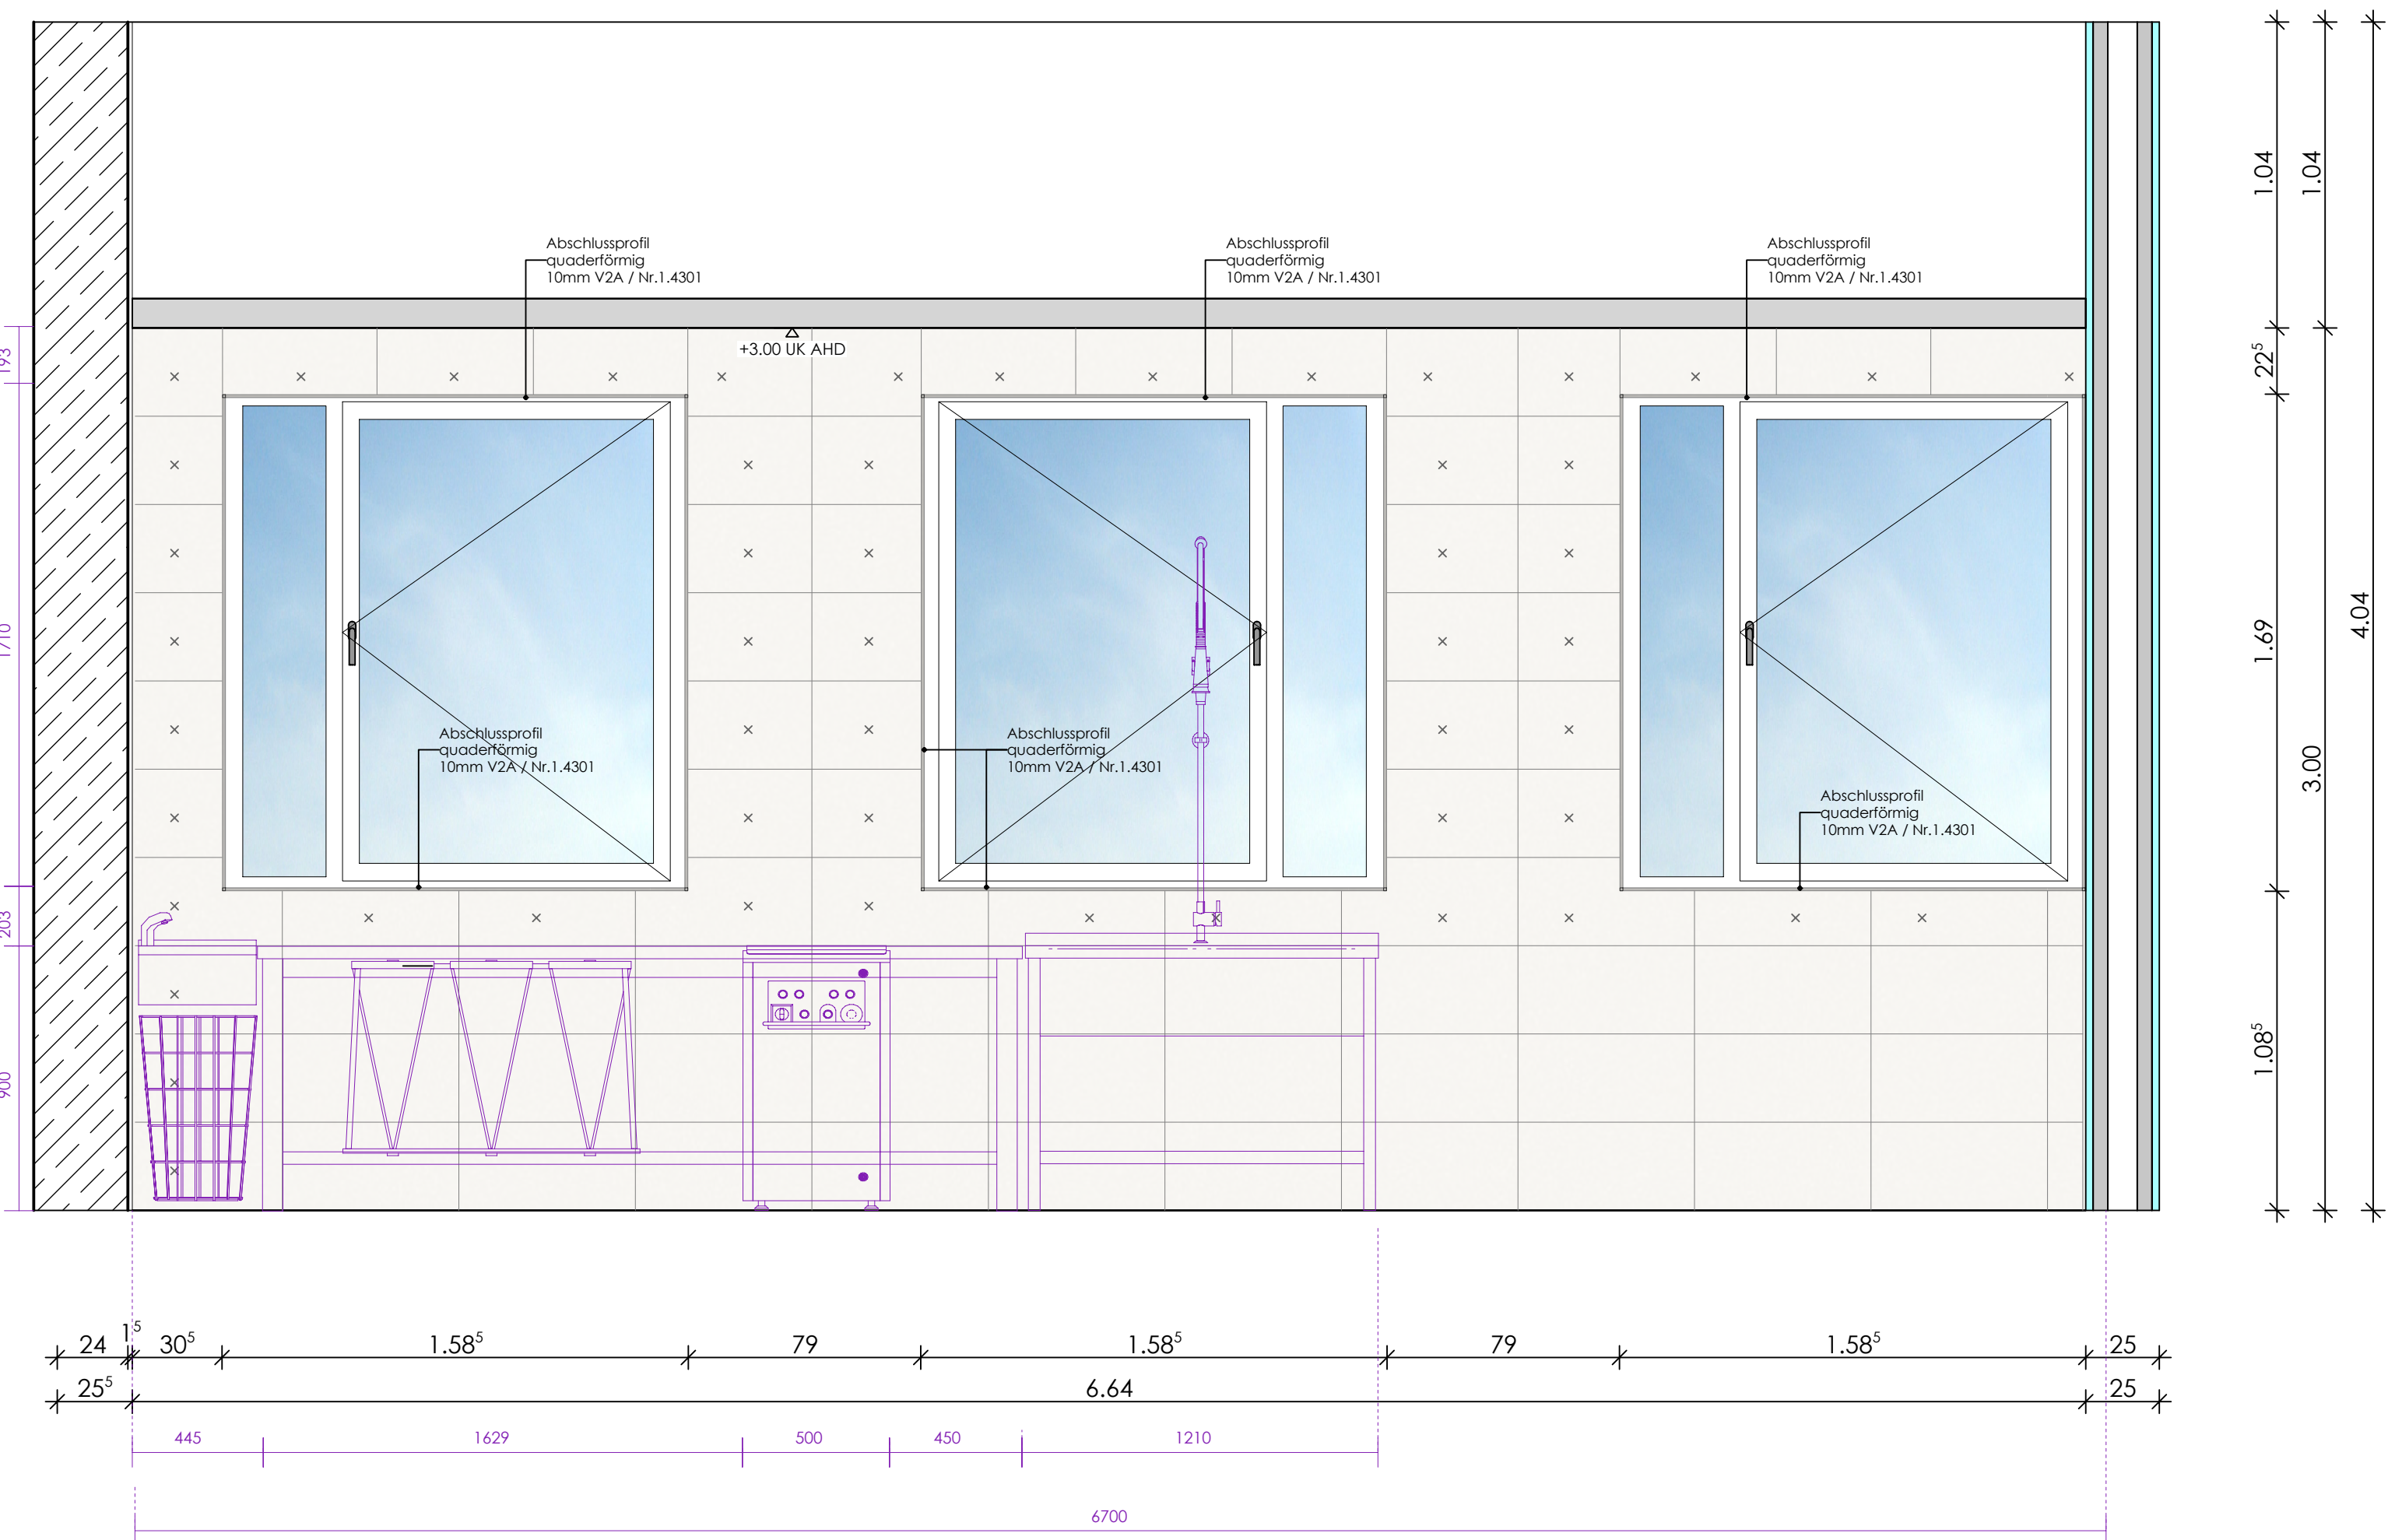 Abschlussprofil
quaderförmig
10mm V2A / Nr.1.4301
Abschlussprofil
quaderförmig
10mm V2A / Nr.1.4301
Abschlussprofil
quaderförmig
10mm V2A / Nr.1.4301
+3.00 UK AHD
Abschlussprofil
quaderförmig
10mm V2A / Nr.1.4301
Abschlussprofil
quaderförmig
10mm V2A / Nr.1.4301
Abschlussprofil
quaderförmig
10mm V2A / Nr.1.4301
193
1710
203
900
1.04
22⁵
1.69
1.08⁵
1.04
3.00
4.04
24 1⁵ 30⁵ 1.58⁵ 79 1.58⁵ 79 1.58⁵ 25
25⁵ 6.64 25
445 1629 500 450 1210
6700